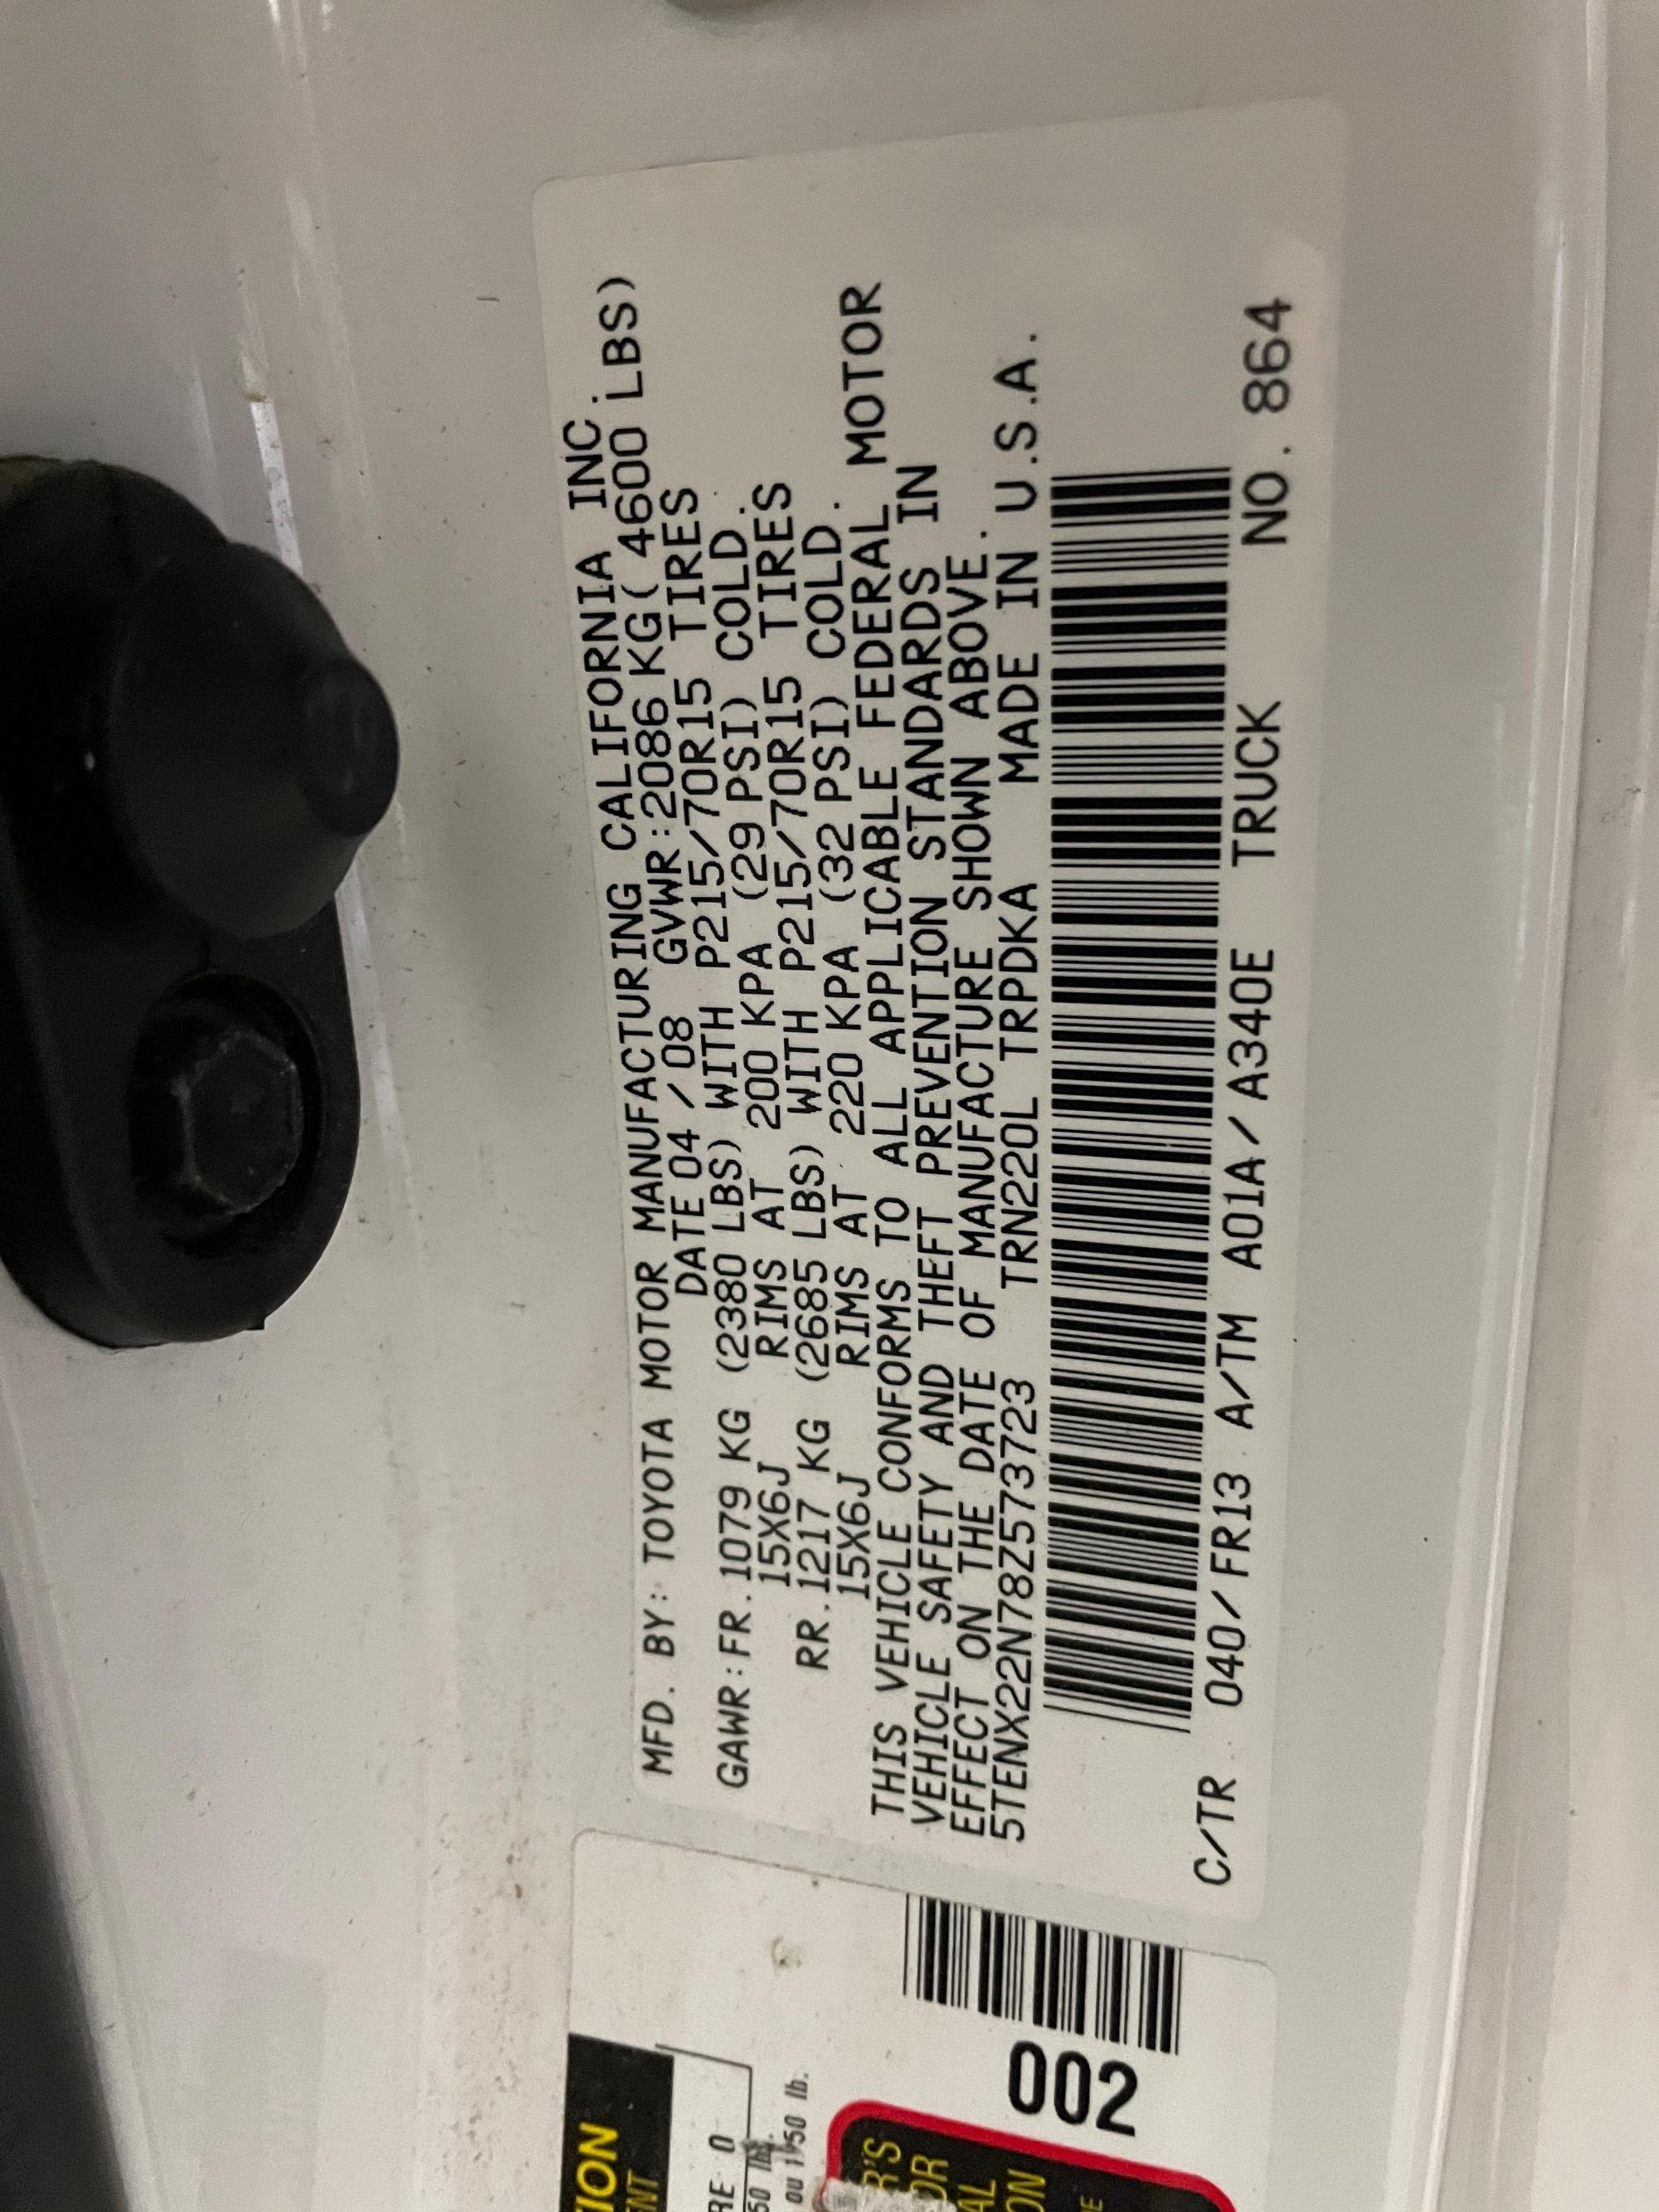 MFD. BY: TOYOTA MOTOR MANUFACTURING CALIFORNIA INC.
DATE 04 /08 GVWR:2086 KG( 4600 LBS)
GAWR:FR.1079 KG (2380 LBS) WITH P215/70R15 TIRES
15X6J RIMS AT 200 KPA (29 PSI) COLD.
RR.1217 KG (2685 LBS) WITH P215/70R15 TIRES
15X6J RIMS AT 220 KPA (32 PSI) COLD.
THIS VEHICLE CONFORMS TO ALL APPLICABLE FEDERAL MOTOR
VEHICLE SAFETY AND THEFT PREVENTION STANDARDS IN
EFFECT ON THE DATE OF MANUFACTURE SHOWN ABOVE.
5TENX22N78Z573723 TRN220L TRPDKA MADE IN U.S.A.
C/TR 040/FR13 A/TM A01A/A340E TRUCK NO. 864
002
ou 1150 lb.